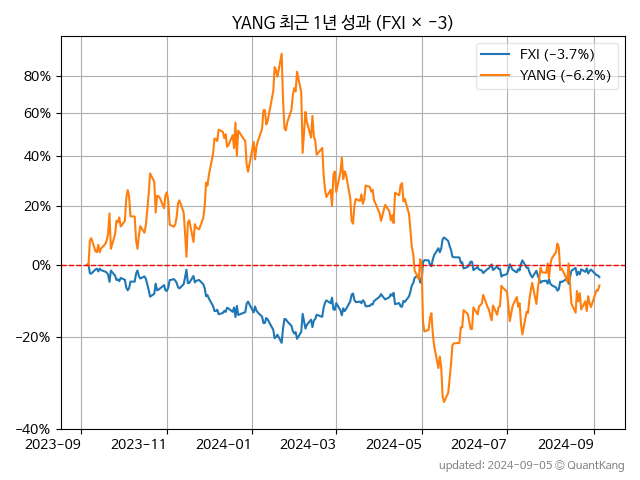 YANG 최근 1년 성과 (FXI × −3)
FXI (−3.7%)
YANG (−6.2%)
80%
60%
40%
20%
0%
−20%
−40%
2023-09 2023-11 2024-01 2024-03 2024-05 2024-07 2024-09
updated: 2024-09-05 © QuantKang